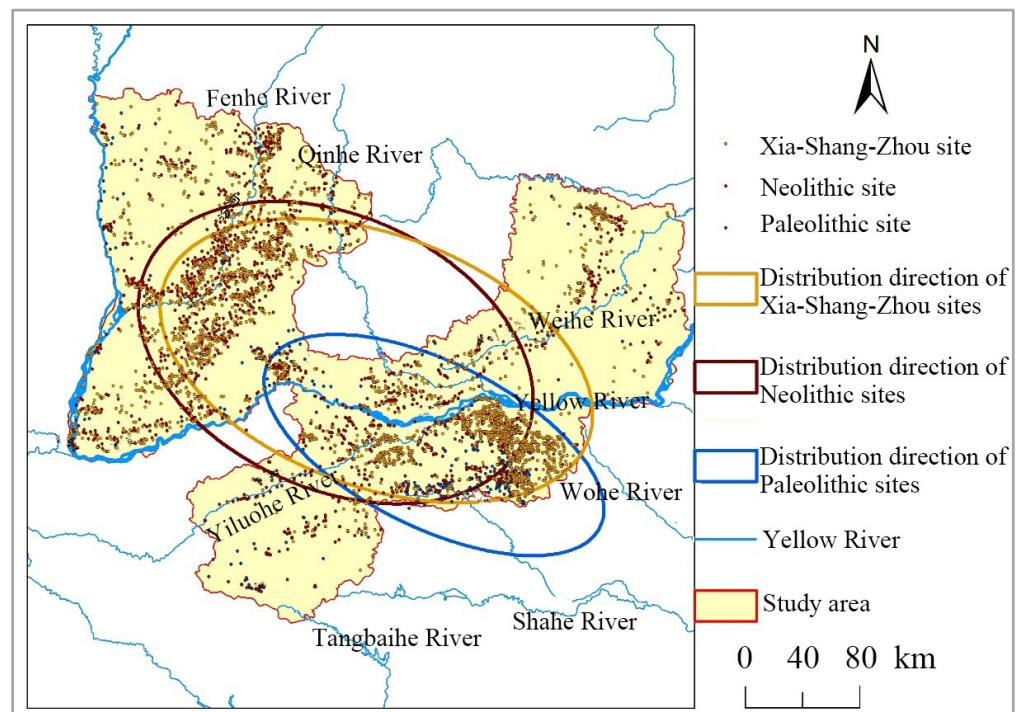 Fenhe River
Qinhe River
Weihe River
Yellow River
Wohe River
Yiluohe River
Shahe River
Tangbaihe River
N
Xia-Shang-Zhou site
Neolithic site
Paleolithic site
Distribution direction of
Xia-Shang-Zhou sites
Distribution direction of
Neolithic sites
Distribution direction of
Paleolithic sites
Yellow River
Study area
0 40 80 km